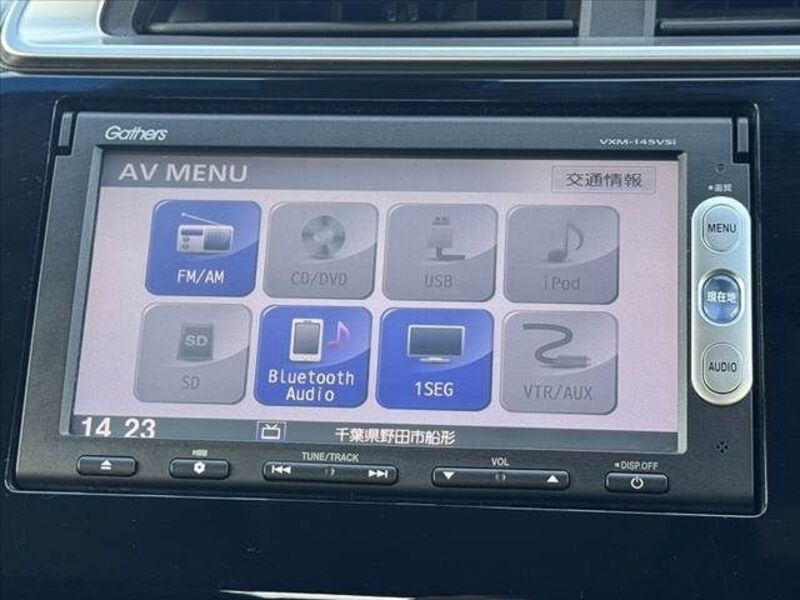 Gathers
VXM-145VSi
AV MENU
交通情報
画質
MENU
FM/AM
CD/DVD
USB
iPod
現在地
SD
SD
Bluetooth
Audio
1SEG
VTR/AUX
AUDIO
14 23
千葉県野田市船形
TUNE/TRACK
VOL
DISP.OFF